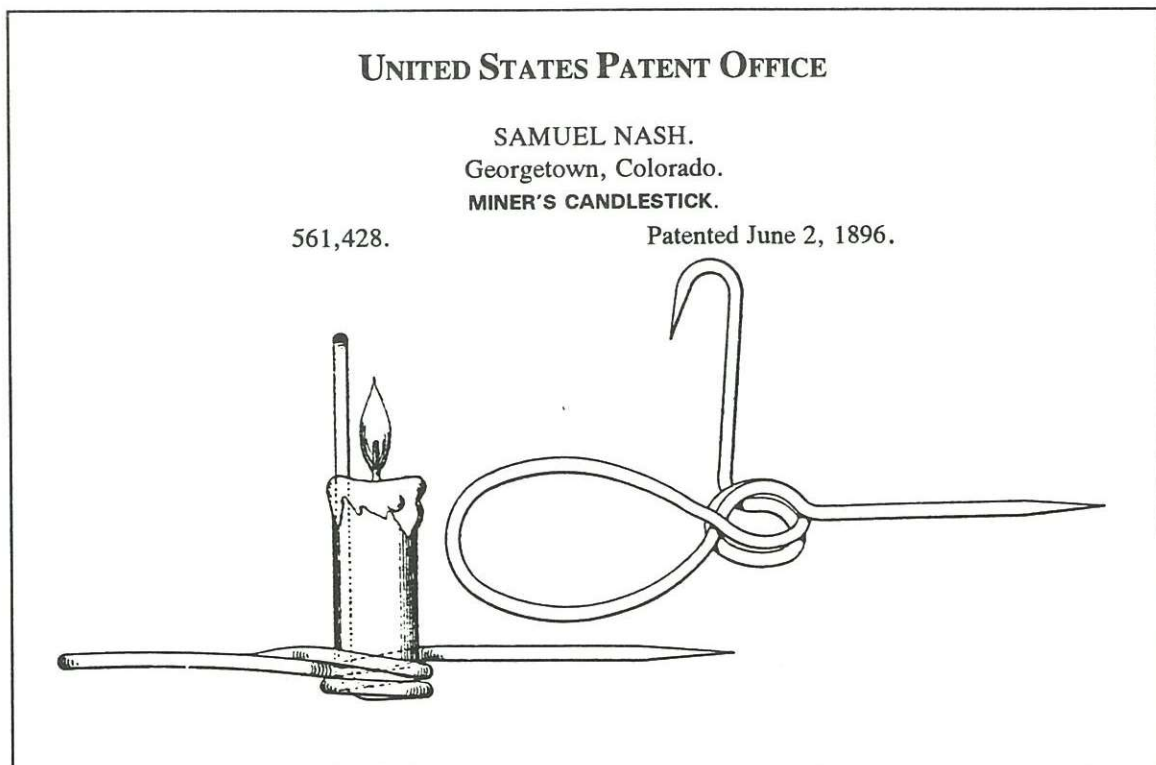 UNITED STATES PATENT OFFICE
SAMUEL NASH.
Georgetown, Colorado.
MINER'S CANDLESTICK.
561,428. Patented June 2, 1896.